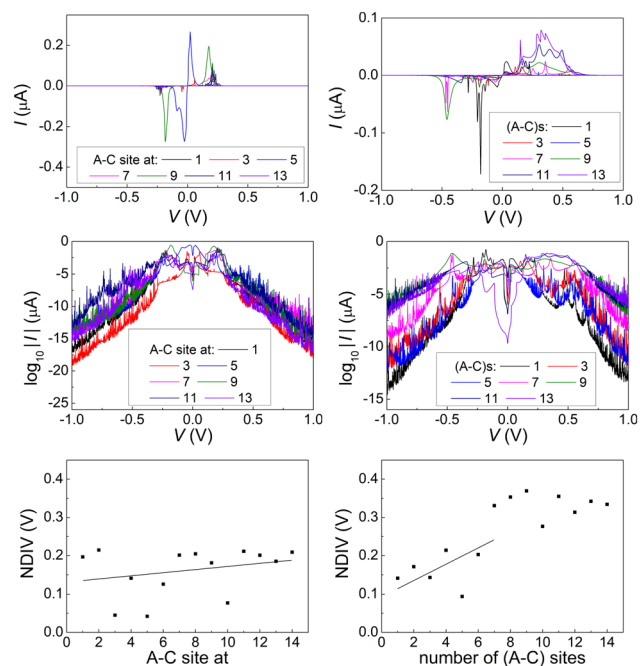 0.4
0.2
0.0
-0.2
-0.4
I (μA)
A-C site at: 1 3 5
7 9 11 13
-1.0 -0.5 0.0 0.5 1.0
V (V)
0.1
0.0
-0.1
-0.2
I (μA)
(A-C)s: 1
3 5
7 9
11 13
-1.0 -0.5 0.0 0.5 1.0
V (V)
0
-5
-10
-15
-20
-25
log10 | I | (μA)
A-C site at: 1
3 5
7 9
11 13
-1.0 -0.5 0.0 0.5 1.0
V (V)
0
-5
-10
-15
log10 | I | (μA)
(A-C)s: 1 3
5 7 9
11 13
-1.0 -0.5 0.0 0.5 1.0
V (V)
0.4
0.3
0.2
0.1
0.0
NDIV (V)
0 2 4 6 8 10 12 14
A-C site at
0.4
0.3
0.2
0.1
0.0
NDIV (V)
0 2 4 6 8 10 12 14
number of (A-C) sites